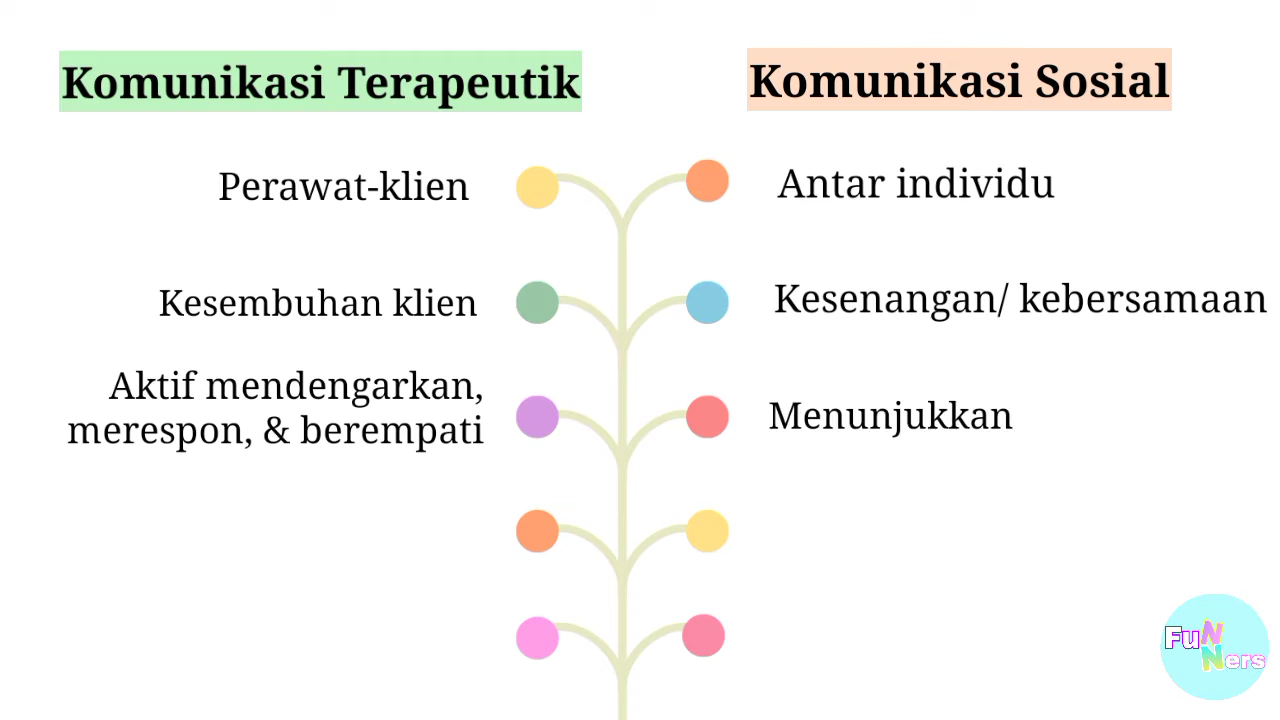 Komunikasi Terapeutik
Komunikasi Sosial
Perawat-klien
Antar individu
Kesembuhan klien
Kesenangan/ kebersamaan
Aktif mendengarkan,
merespon, & berempati
Menunjukkan
FuN
Ners